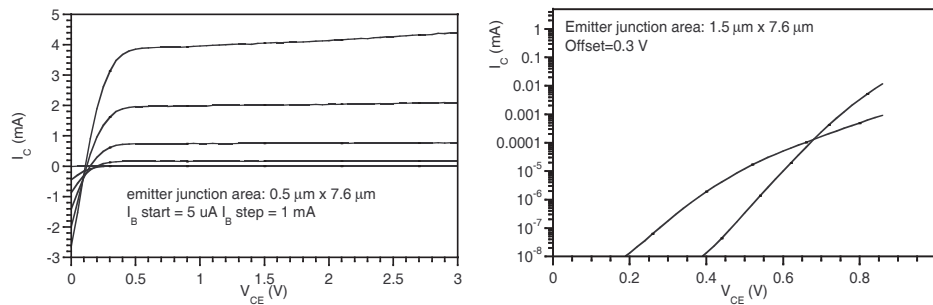 5
4
3
2
1
0
-1
-2
-3
I_C (mA)
emitter junction area: 0.5 µm x 7.6 µm
I_B start = 5 uA I_B step = 1 mA
0 0.5 1 1.5 2 2.5 3
V_CE (V)
Emitter junction area: 1.5 µm x 7.6 µm
Offset=0.3 V
I_C (mA)
1
0.1
0.01
0.001
0.0001
10^-5
10^-6
10^-7
10^-8
0 0.2 0.4 0.6 0.8
V_CE (V)